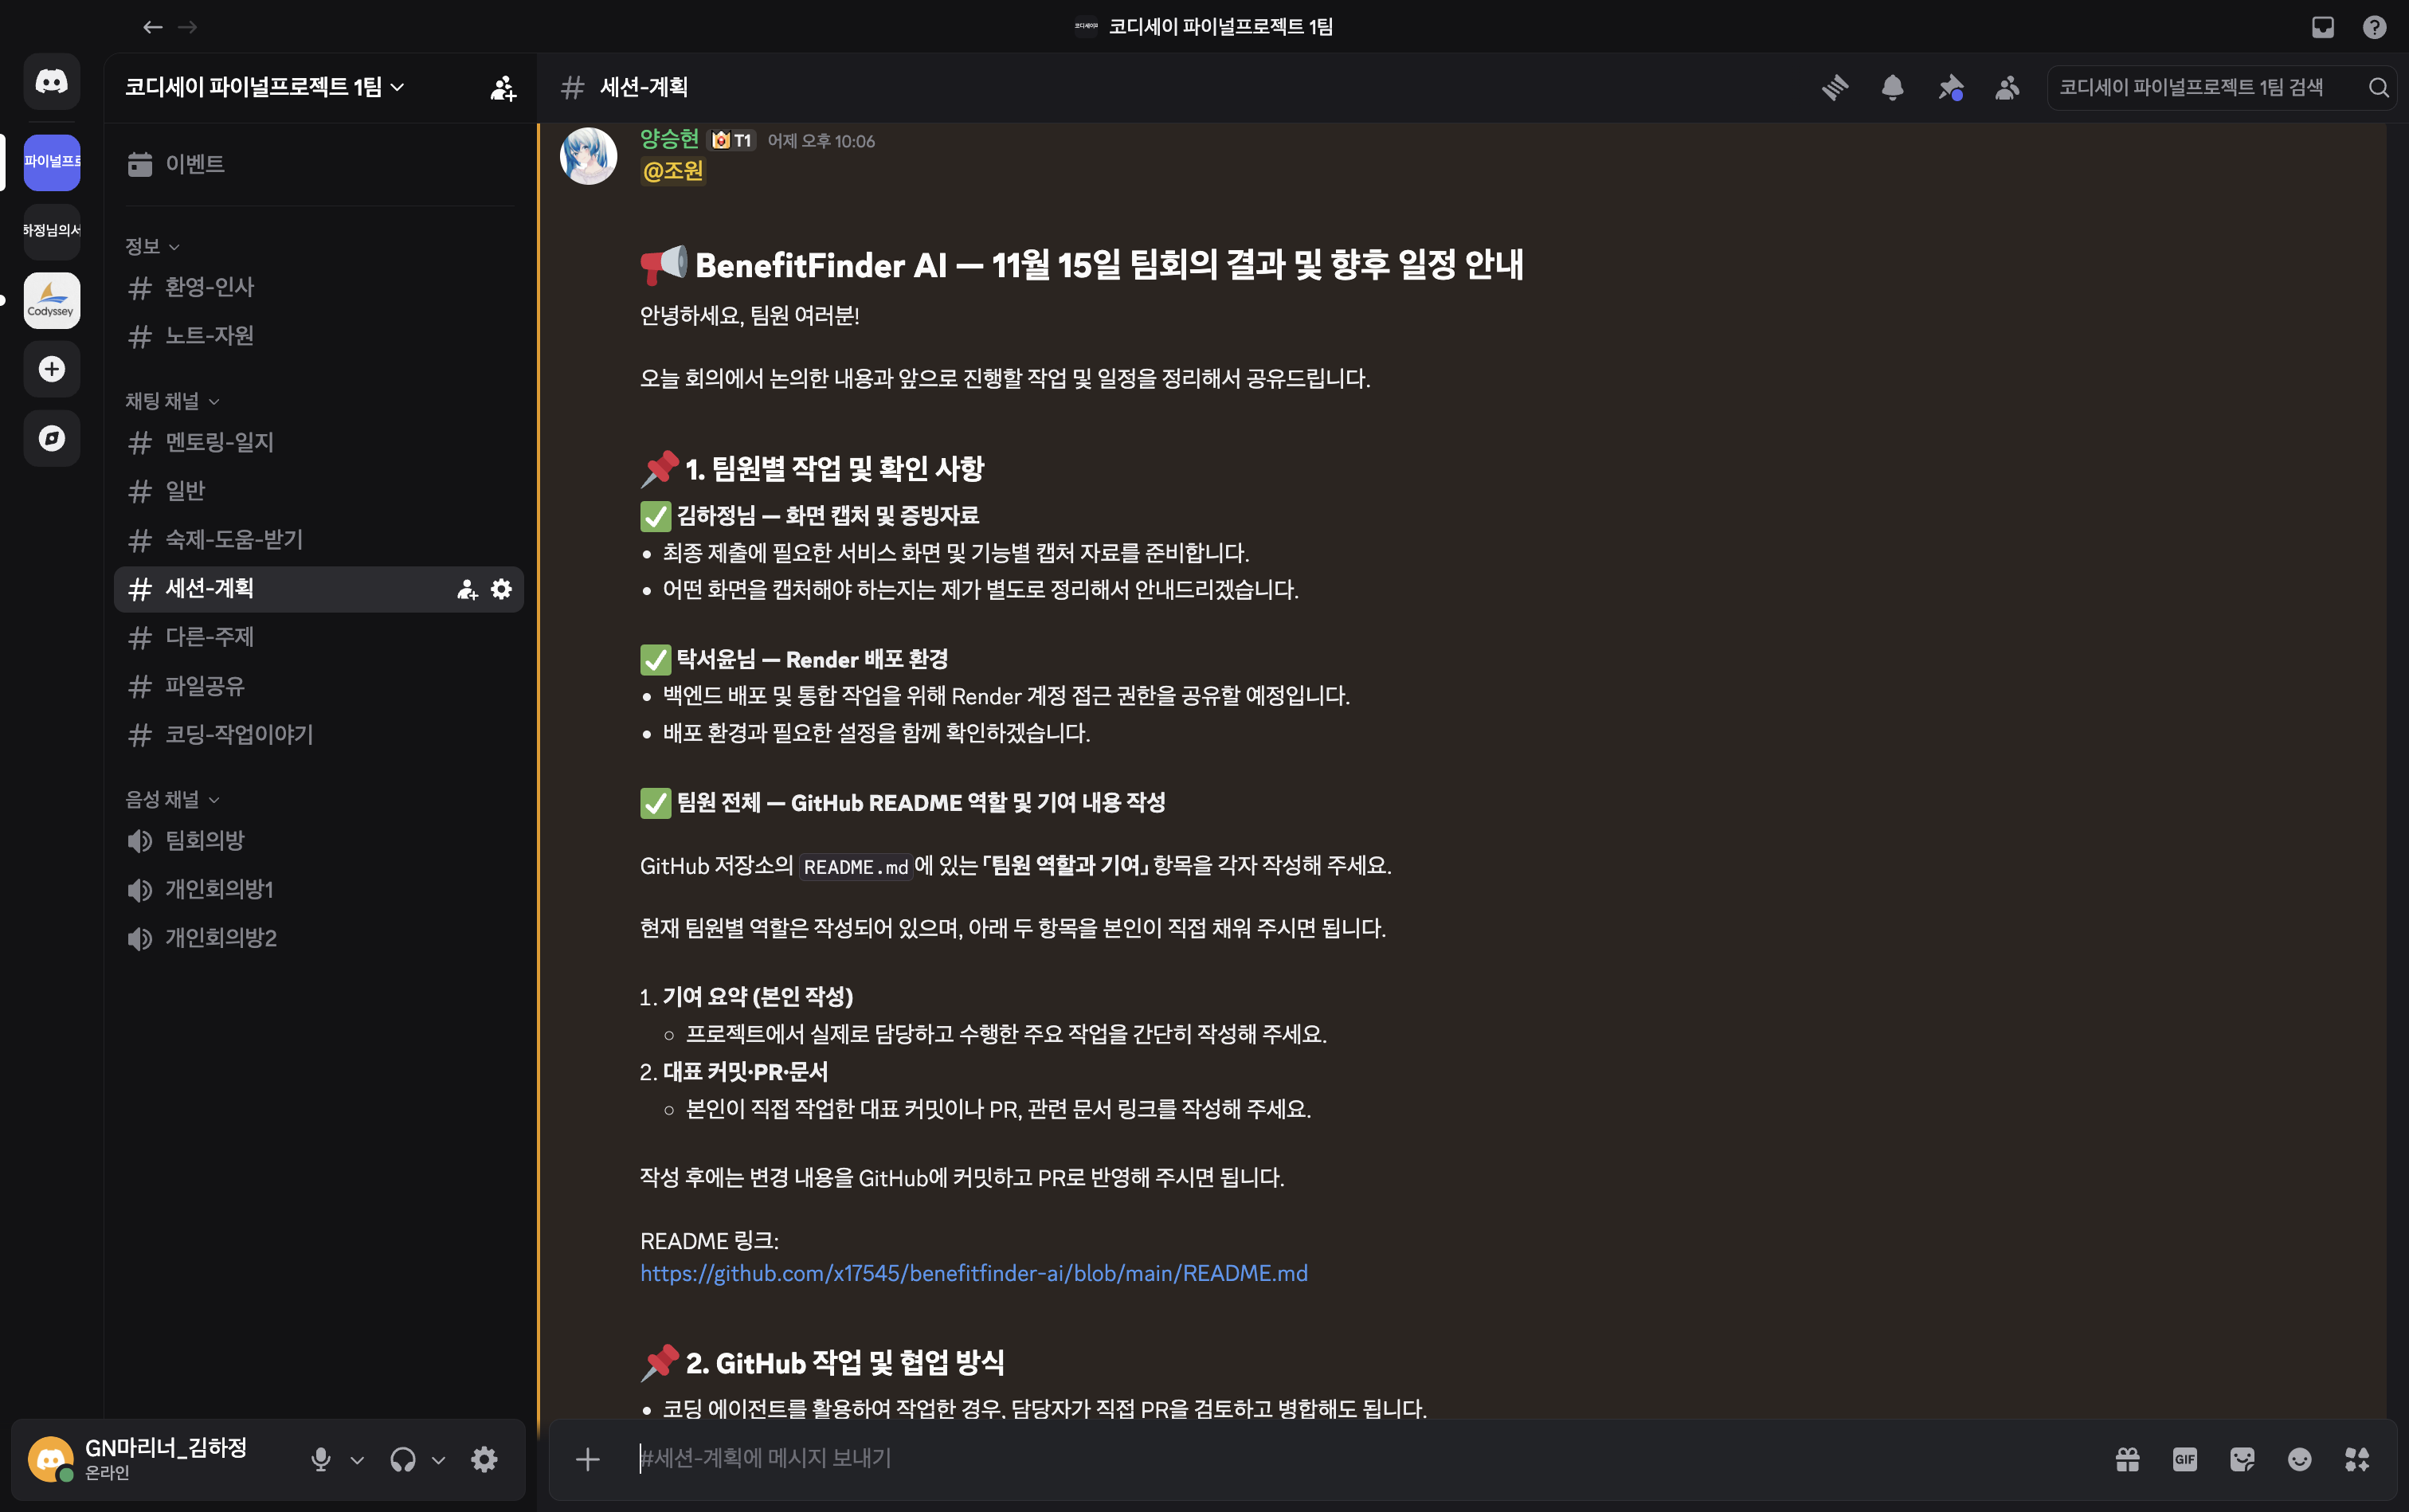 코디세이 파이널프로젝트 1팀
코디세이 파이널프로젝트 1팀
세션-계획
코디세이 파이널프로젝트 1팀 검색
파이널프로
하정님의서
Codyssey
이벤트
정보
환영-인사
노트-자원
채팅 채널
멘토링-일지
일반
숙제-도움-받기
세션-계획
다른-주제
파일공유
코딩-작업이야기
음성 채널
팀회의방
개인회의방1
개인회의방2
GN마리너_김하정
온라인
양승현 T1 어제 오후 10:06
@조원
BenefitFinder AI — 11월 15일 팀회의 결과 및 향후 일정 안내
안녕하세요, 팀원 여러분!
오늘 회의에서 논의한 내용과 앞으로 진행할 작업 및 일정을 정리해서 공유드립니다.
1. 팀원별 작업 및 확인 사항
김하정님 — 화면 캡처 및 증빙자료
• 최종 제출에 필요한 서비스 화면 및 기능별 캡처 자료를 준비합니다.
• 어떤 화면을 캡처해야 하는지는 제가 별도로 정리해서 안내드리겠습니다.
탁서윤님 — Render 배포 환경
• 백엔드 배포 및 통합 작업을 위해 Render 계정 접근 권한을 공유할 예정입니다.
• 배포 환경과 필요한 설정을 함께 확인하겠습니다.
팀원 전체 — GitHub README 역할 및 기여 내용 작성
GitHub 저장소의 README.md에 있는 「팀원 역할과 기여」 항목을 각자 작성해 주세요.
현재 팀원별 역할은 작성되어 있으며, 아래 두 항목을 본인이 직접 채워 주시면 됩니다.
1. 기여 요약 (본인 작성)
○ 프로젝트에서 실제로 담당하고 수행한 주요 작업을 간단히 작성해 주세요.
2. 대표 커밋·PR·문서
○ 본인이 직접 작업한 대표 커밋이나 PR, 관련 문서 링크를 작성해 주세요.
작성 후에는 변경 내용을 GitHub에 커밋하고 PR로 반영해 주시면 됩니다.
README 링크:
https://github.com/x17545/benefitfinder-ai/blob/main/README.md
2. GitHub 작업 및 협업 방식
• 코딩 에이전트를 활용하여 작업한 경우, 담당자가 직접 PR을 검토하고 병합해도 됩니다.
#세션-계획에 메시지 보내기
GIF